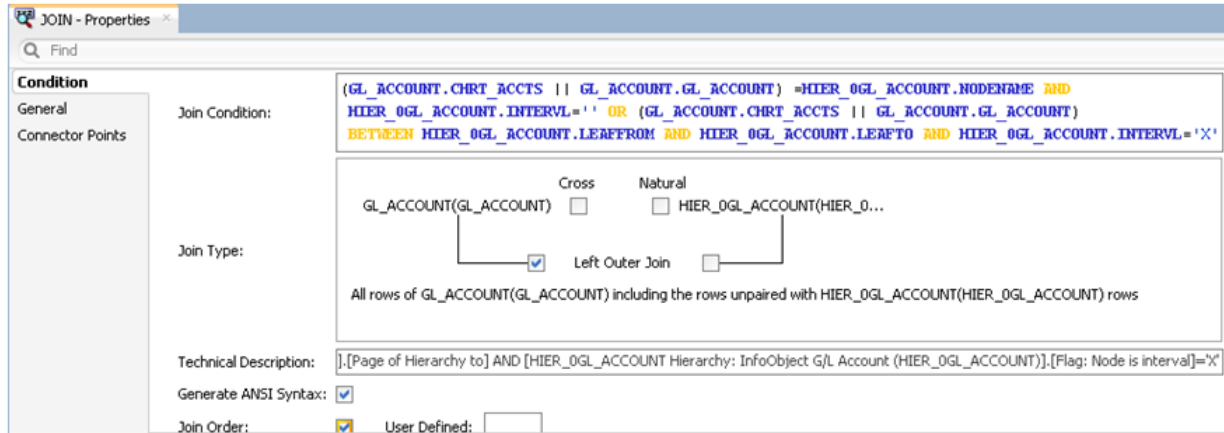 JOIN - Properties ×
Find
Condition
General
Connector Points
Join Condition:
(GL_ACCOUNT.CHRT_ACCTS || GL_ACCOUNT.GL_ACCOUNT) =HIER_0GL_ACCOUNT.NODENAME AND
HIER_0GL_ACCOUNT.INTERVL='' OR (GL_ACCOUNT.CHRT_ACCTS || GL_ACCOUNT.GL_ACCOUNT)
BETWEEN HIER_0GL_ACCOUNT.LEAFFROM AND HIER_0GL_ACCOUNT.LEAFTO AND HIER_0GL_ACCOUNT.INTERVL='X'
Cross Natural
GL_ACCOUNT(GL_ACCOUNT) HIER_0GL_ACCOUNT(HIER_0...
Join Type:
Left Outer Join
All rows of GL_ACCOUNT(GL_ACCOUNT) including the rows unpaired with HIER_0GL_ACCOUNT(HIER_0GL_ACCOUNT) rows
Technical Description: ].[Page of Hierarchy to] AND [HIER_0GL_ACCOUNT Hierarchy: InfoObject G/L Account (HIER_0GL_ACCOUNT)].[Flag: Node is interval]='X'
Generate ANSI Syntax:
Join Order: User Defined: